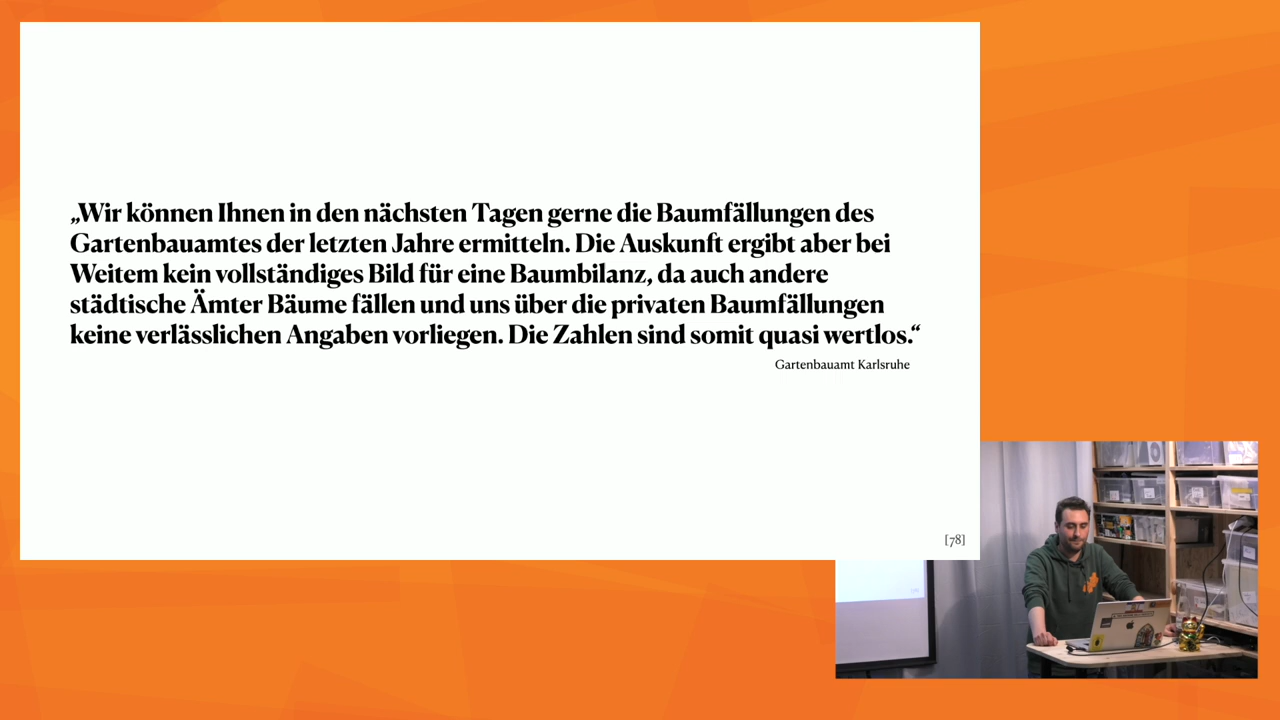 „Wir können Ihnen in den nächsten Tagen gerne die Baumfällungen des
Gartenbauamtes der letzten Jahre ermitteln. Die Auskunft ergibt aber bei
Weitem kein vollständiges Bild für eine Baumbilanz, da auch andere
städtische Ämter Bäume fällen und uns über die privaten Baumfällungen
keine verlässlichen Angaben vorliegen. Die Zahlen sind somit quasi wertlos.“
Gartenbauamt Karlsruhe
[78]